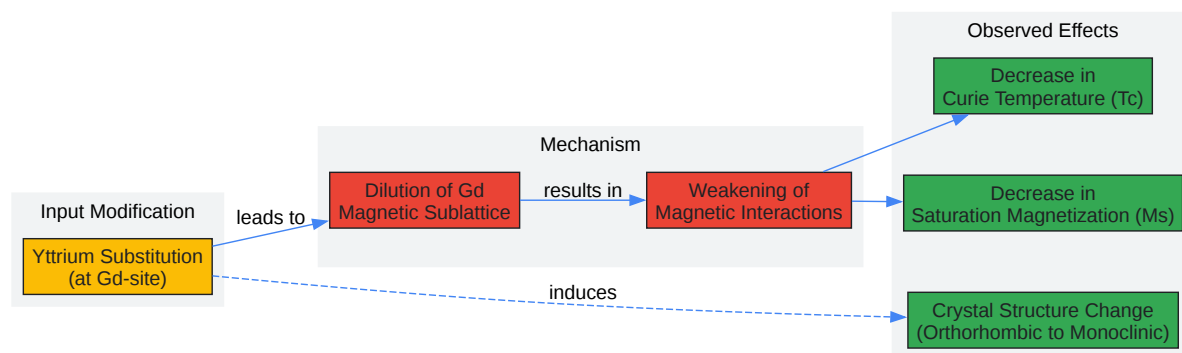 Observed Effects
Decrease in
Curie Temperature (Tc)
Mechanism
Dilution of Gd
Magnetic Sublattice
results in
Weakening of
Magnetic Interactions
Decrease in
Saturation Magnetization (Ms)
Input Modification
leads to
Yttrium Substitution
(at Gd-site)
induces
Crystal Structure Change
(Orthorhombic to Monoclinic)